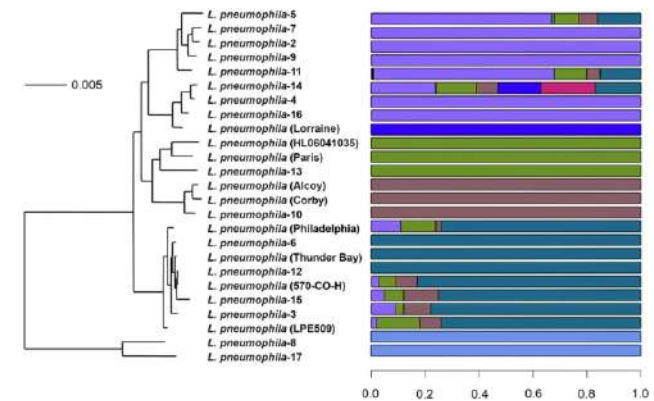 L. pneumophila-5
L. pneumophila-7
L. pneumophila-2
L. pneumophila-9
L. pneumophila-11
L. pneumophila-14
0.005
L. pneumophila-4
L. pneumophila-16
L. pneumophila (Lorraine)
L. pneumophila (HL06041035)
L. pneumophila (Paris)
L. pneumophila-13
L. pneumophila (Alcoy)
L. pneumophila (Corby)
L. pneumophila-10
L. pneumophila (Philadelphia)
L. pneumophila-6
L. pneumophila (Thunder Bay)
L. pneumophila-12
L. pneumophila (570-CO-H)
L. pneumophila-15
L. pneumophila-3
L. pneumophila (LPE509)
L. pneumophila-8
L. pneumophila-17
0.0 0.2 0.4 0.6 0.8 1.0